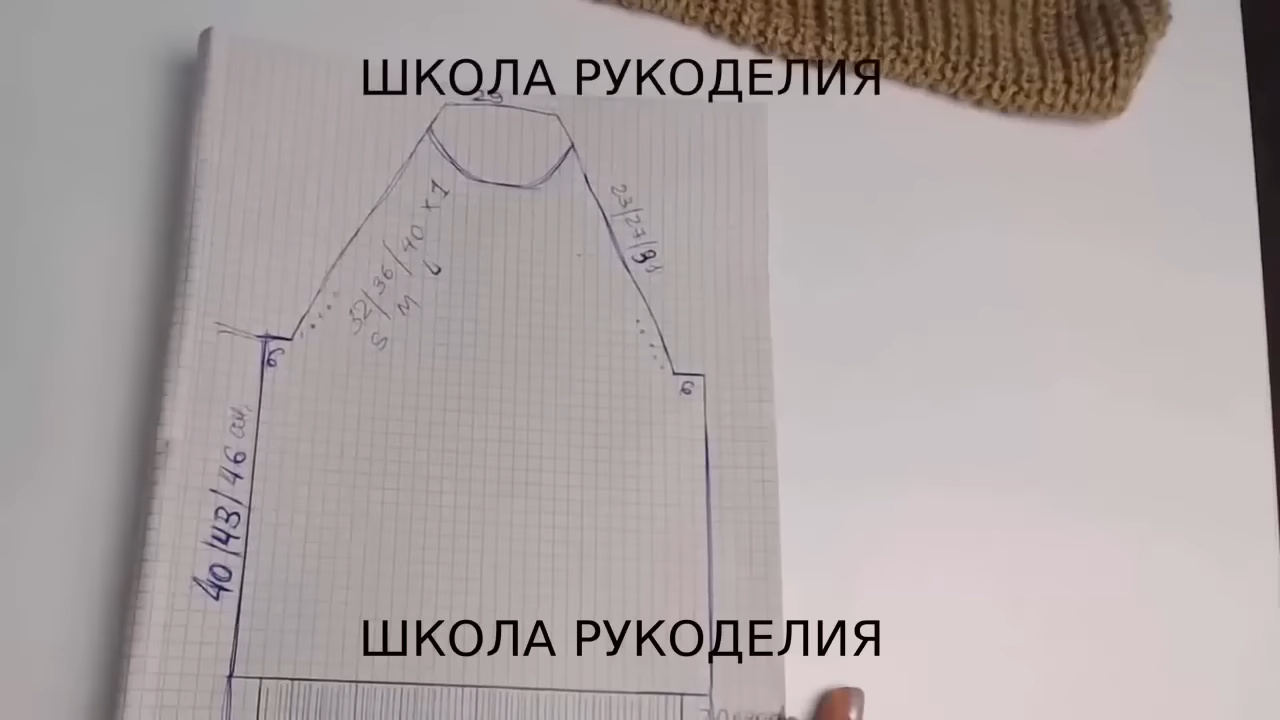 ШКОЛА РУКОДЕЛИЯ
23/27/31
32/36/40 x 1
S M L
6
6
40/43/46 см.
ШКОЛА РУКОДЕЛИЯ